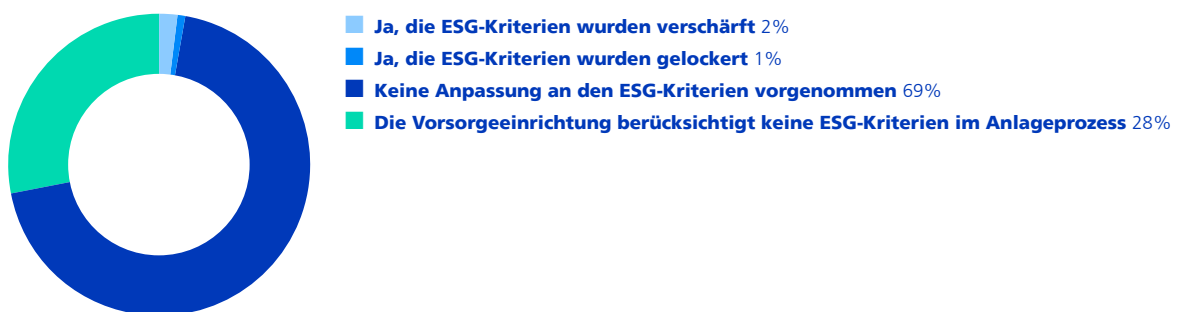 Ja, die ESG-Kriterien wurden verschärft 2%
Ja, die ESG-Kriterien wurden gelockert 1%
Keine Anpassung an den ESG-Kriterien vorgenommen 69%
Die Vorsorgeeinrichtung berücksichtigt keine ESG-Kriterien im Anlageprozess 28%